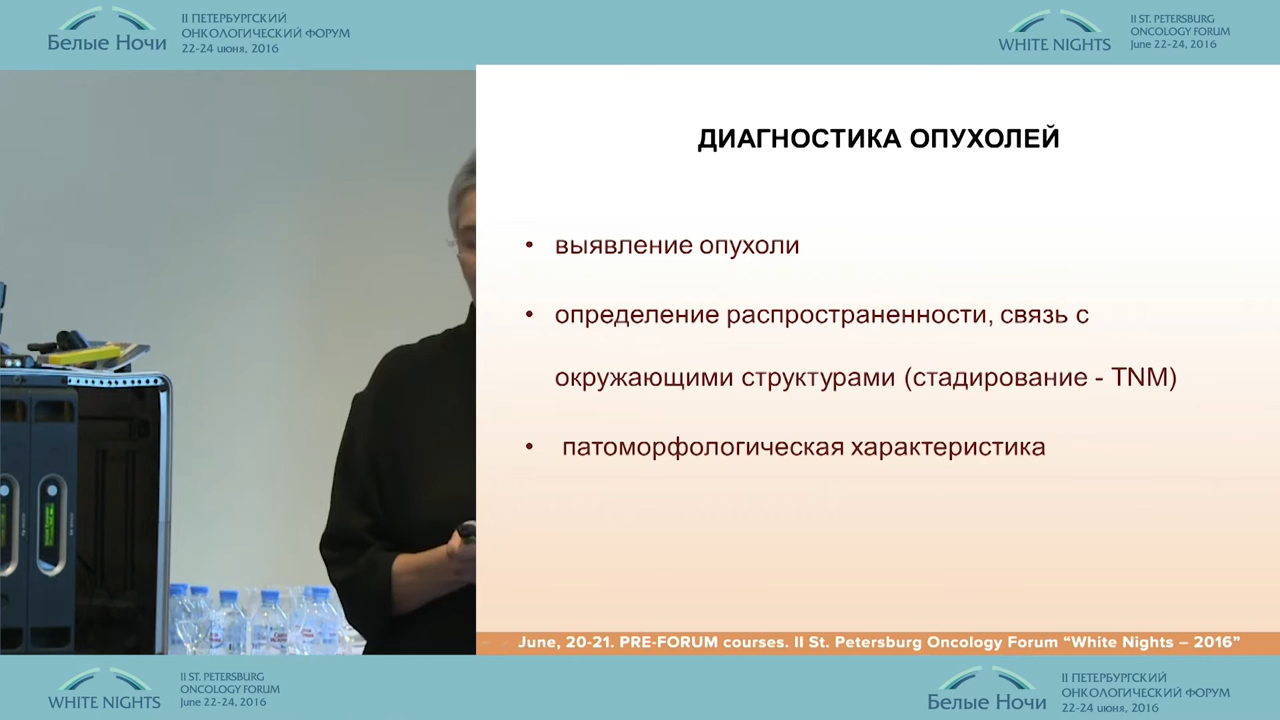 II ПЕТЕРБУРГСКИЙ
ОНКОЛОГИЧЕСКИЙ ФОРУМ
Белые Ночи
22-24 июня, 2016
II ST. PETERSBURG
ONCOLOGY FORUM
WHITE NIGHTS
June 22-24, 2016
ДИАГНОСТИКА ОПУХОЛЕЙ
• выявление опухоли
• определение распространенности, связь с
окружающими структурами (стадирование - TNM)
• патоморфологическая характеристика
June, 20-21. PRE-FORUM courses. II St. Petersburg Oncology Forum “White Nights – 2016”
II ST. PETERSBURG
ONCOLOGY FORUM
WHITE NIGHTS
June 22-24, 2016
II ПЕТЕРБУРГСКИЙ
ОНКОЛОГИЧЕСКИЙ ФОРУМ
Белые Ночи
22-24 июня, 2016